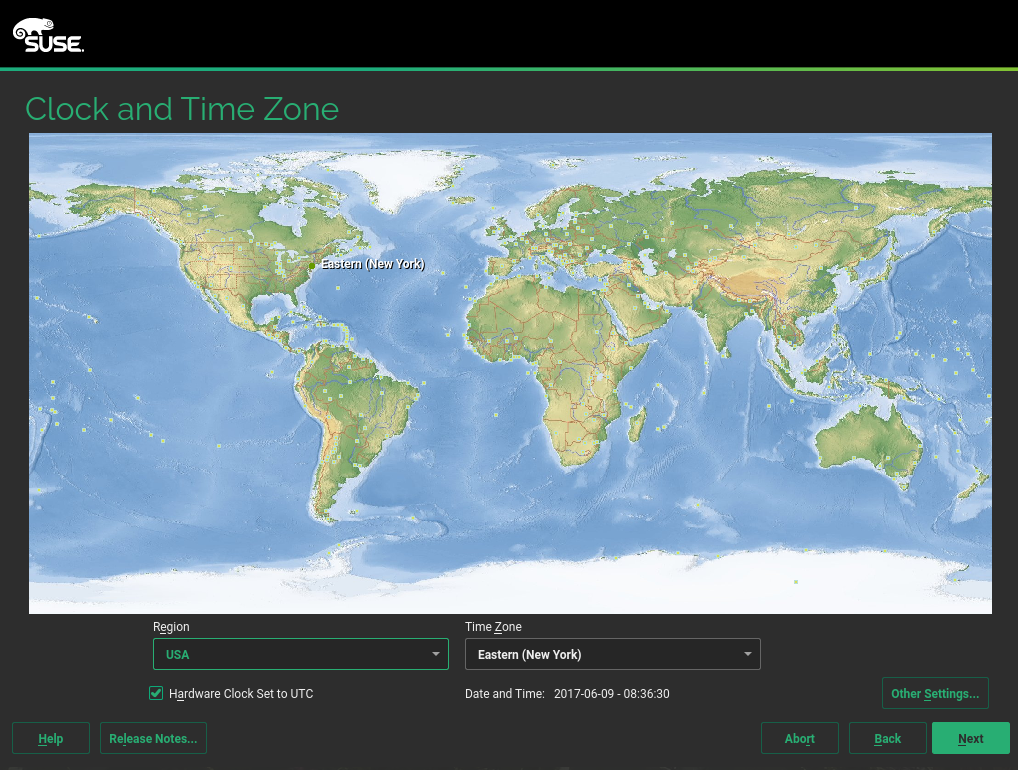 SUSE.
Clock and Time Zone
Eastern (New York)
Region
Time Zone
USA
Eastern (New York)
Hardware Clock Set to UTC
Date and Time: 2017-06-09 - 08:36:30
Other Settings...
Help
Release Notes...
Abort
Back
Next